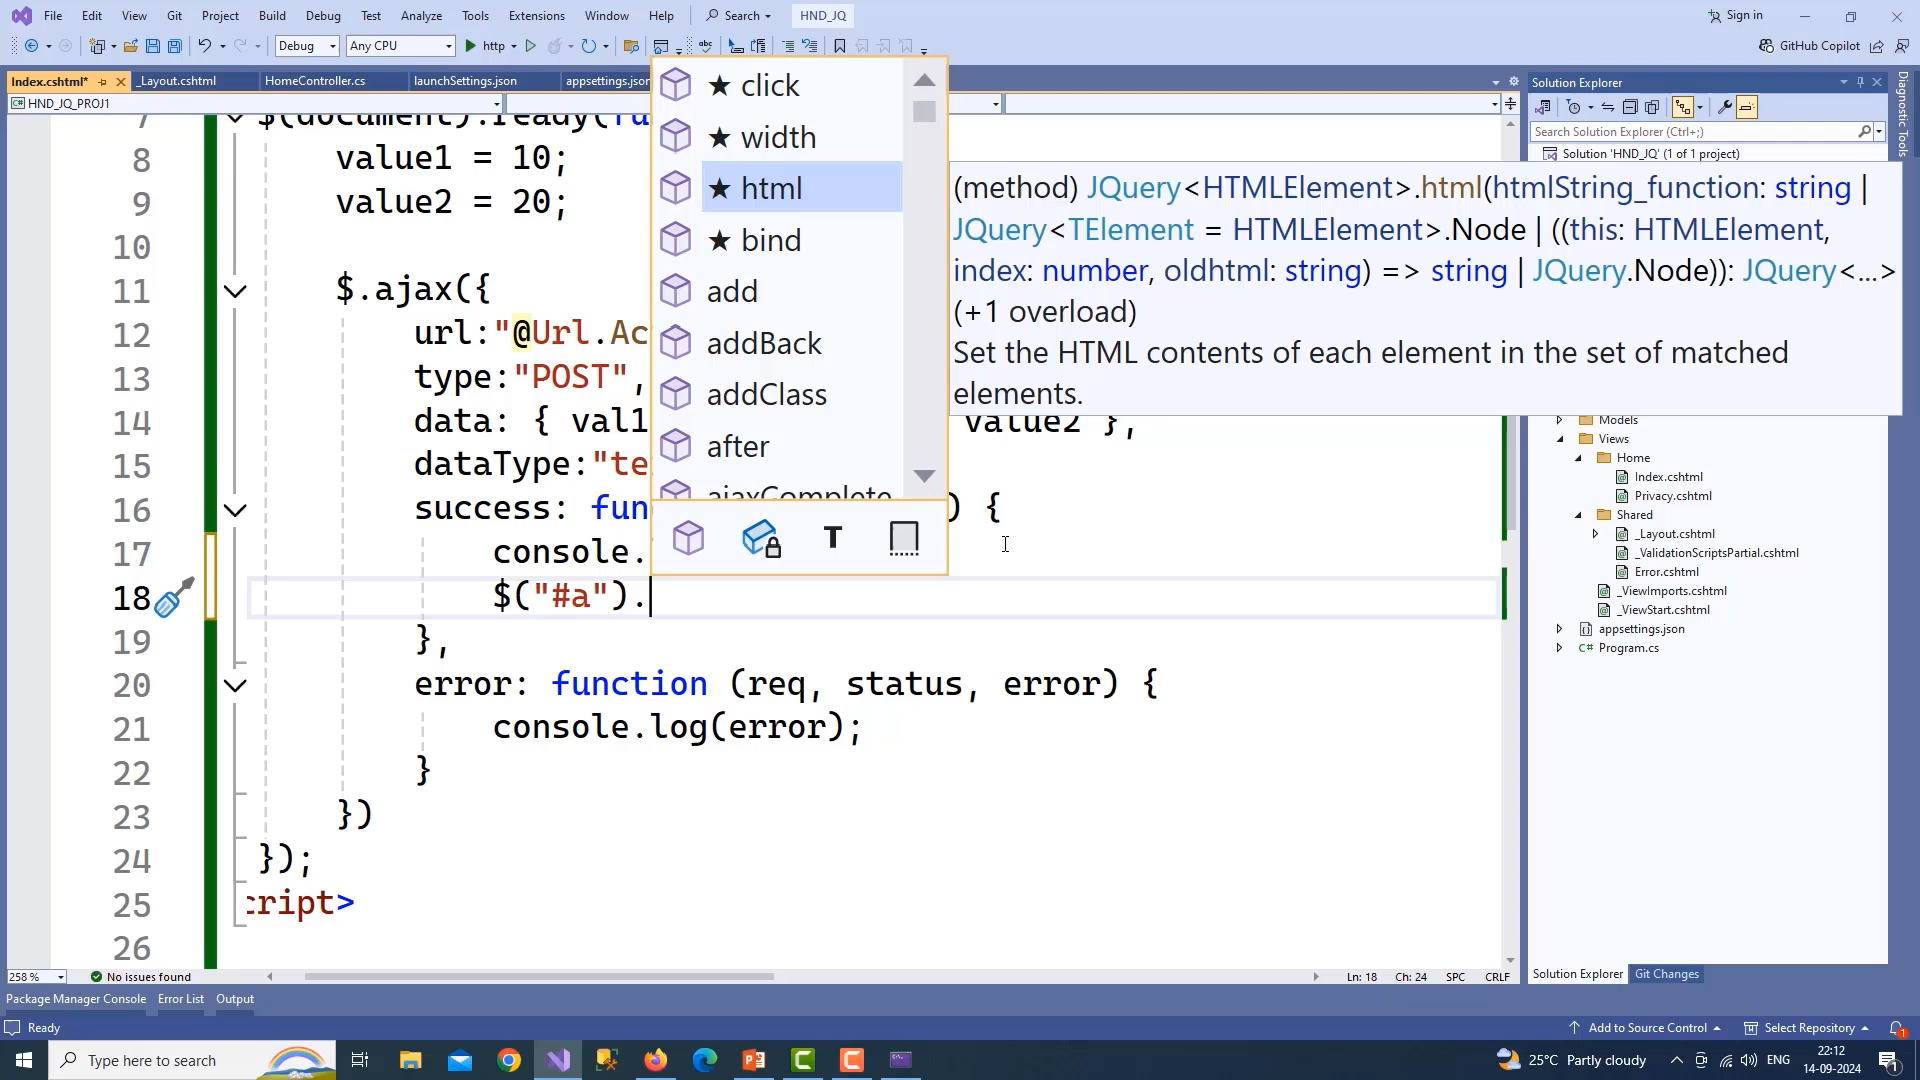 File Edit View Git Project Build Debug Test Analyze Tools Extensions Window Help Search HND_JQ Sign in
Debug Any CPU http GitHub Copilot
Index.cshtml* _Layout.cshtml HomeController.cs launchSettings.json appsettings.json
HND_JQ_PROJ1
7 $(document).ready(fu
8 value1 = 10;
9 value2 = 20;
10
11 $.ajax({
12 url:"@Url.Ac
13 type:"POST",
14 data: { val1 value2 },
15 dataType:"te
16 success: fun ) {
17 console.
18 $("#a").
19 },
20 error: function (req, status, error) {
21 console.log(error);
22 }
23 })
24 });
25 cript>
26
★ click
★ width
★ html
★ bind
add
addBack
addClass
after
ajaxComplete
T
(method) JQuery<HTMLElement>.html(htmlString_function: string |
JQuery<TElement = HTMLElement>.Node | ((this: HTMLElement,
index: number, oldhtml: string) => string | JQuery.Node)): JQuery<...>
(+1 overload)
Set the HTML contents of each element in the set of matched
elements.
Solution Explorer
Search Solution Explorer (Ctrl+;)
Solution 'HND_JQ' (1 of 1 project)
Models
Views
Home
Index.cshtml
Privacy.cshtml
Shared
_Layout.cshtml
_ValidationScriptsPartial.cshtml
Error.cshtml
_ViewImports.cshtml
_ViewStart.cshtml
appsettings.json
C# Program.cs
Diagnostic Tools
258 % No issues found Ln: 18 Ch: 24 SPC CRLF
Solution Explorer Git Changes
Package Manager Console Error List Output
Ready Add to Source Control Select Repository 1
Type here to search 25°C Partly cloudy ENG 22:12
14-09-2024 1